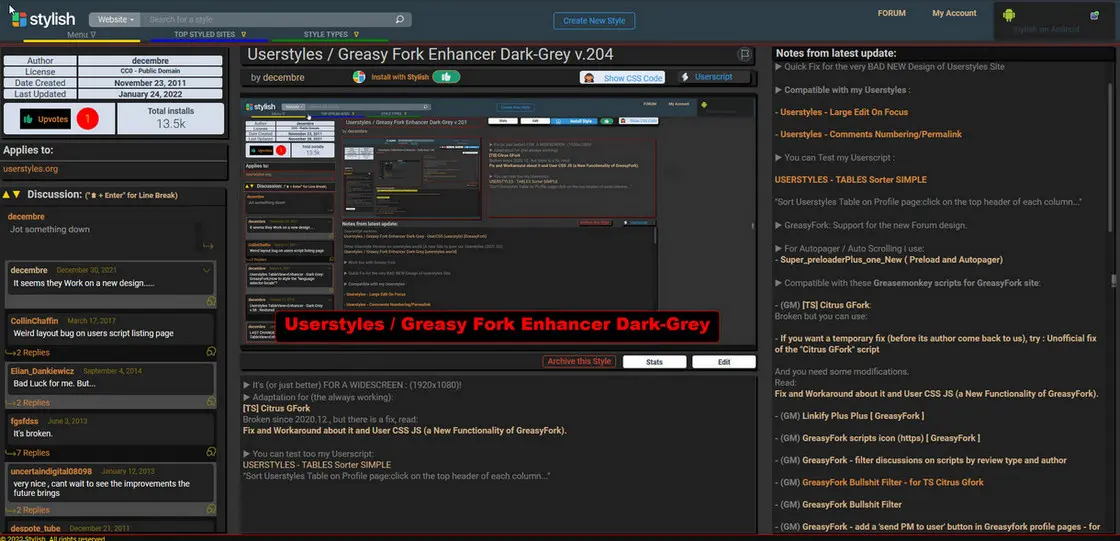 stylish
Website
Search for a style
Create New Style
FORUM
My Account
Stylish on Android
Menu ▽
TOP STYLED SITES ▽
STYLE TYPES ▽
Author decembre
License CC0 - Public Domain
Date Created November 23, 2011
Last Updated January 24, 2022
Upvotes 1
Total installs
13.5k
Applies to:
userstyles.org
▲▼ Discussion: ("⇧ + Enter" for Line Break)
decembre
Jot something down
decembre December 30, 2021
It seems they Work on a new design.....
CollinChaffin March 17, 2017
Weird layout bug on users script listing page
2 Replies
Elian_Dankiewicz September 4, 2014
Bad Luck for me. But...
2 Replies
fgsfdss June 3, 2013
It's broken.
7 Replies
uncertaindigital08098 January 12, 2013
very nice , cant wait to see the improvements the
future brings
2 Replies
despote_tube December 21, 2011
© 2022 Stylish. All rights reserved
Userstyles / Greasy Fork Enhancer Dark-Grey v.204
by decembre
Install with Stylish
Show CSS Code
Userscript
stylish
FORUM
My Account
Userstyles / Greasy Fork Enhancer Dark-Grey v.201
by decembre
Applies to:
Discussion:
Notes from latest update:
Userstyles / Greasy Fork Enhancer Dark-Grey
Archive this Style
Stats
Edit
▶ It's (or just better) FOR A WIDESCREEN : (1920x1080)!
▶ Adaptation for (the always working):
[TS] Citrus GFork
Broken since 2020.12., but there is a fix, read:
Fix and Workaround about it and User CSS JS (a New Functionality of GreasyFork).
▶ You can test too my Userscript:
USERSTYLES - TABLES Sorter SIMPLE
"Sort Userstyles Table on Profile page:click on the top header of each column..."
Notes from latest update:
▶ Quick Fix for the very BAD NEW Design of Userstyles Site
▶ Compatible with my Userstyles :
- Userstyles - Large Edit On Focus
- Userstyles - Comments Numbering/Permalink
▶ You can Test my Userscript :
USERSTYLES - TABLES Sorter SIMPLE
"Sort Userstyles Table on Profile page:click on the top header of each column..."
▶ GreasyFork: Support for the new Forum design.
▶ For Autopager / Auto Scrolling I use:
- Super_preloaderPlus_one_New ( Preload and Autopager)
▶ Compatible with these Greasemonkey scripts for GreasyFork site:
- (GM) [TS] Citrus GFork:
Broken but you can use:
- If you want a temporary fix (before its author come back to us), try : Unofficial fix
of the "Citrus GFork" script
And you need some modifications.
Read:
Fix and Workaround about it and User CSS JS (a New Functionality of GreasyFork).
- (GM) Linkify Plus Plus [ GreasyFork ]
- (GM) GreasyFork scripts icon (https) [ GreasyFork ]
- (GM) GreasyFork - filter discussions on scripts by review type and author
- (GM) GreasyFork Bullshit Filter - for TS Citrus Gfork
- (GM) GreasyFork Bullshit Filter
- (GM) GreasyFork - add a 'send PM to user' button in Greasyfork profile pages - for